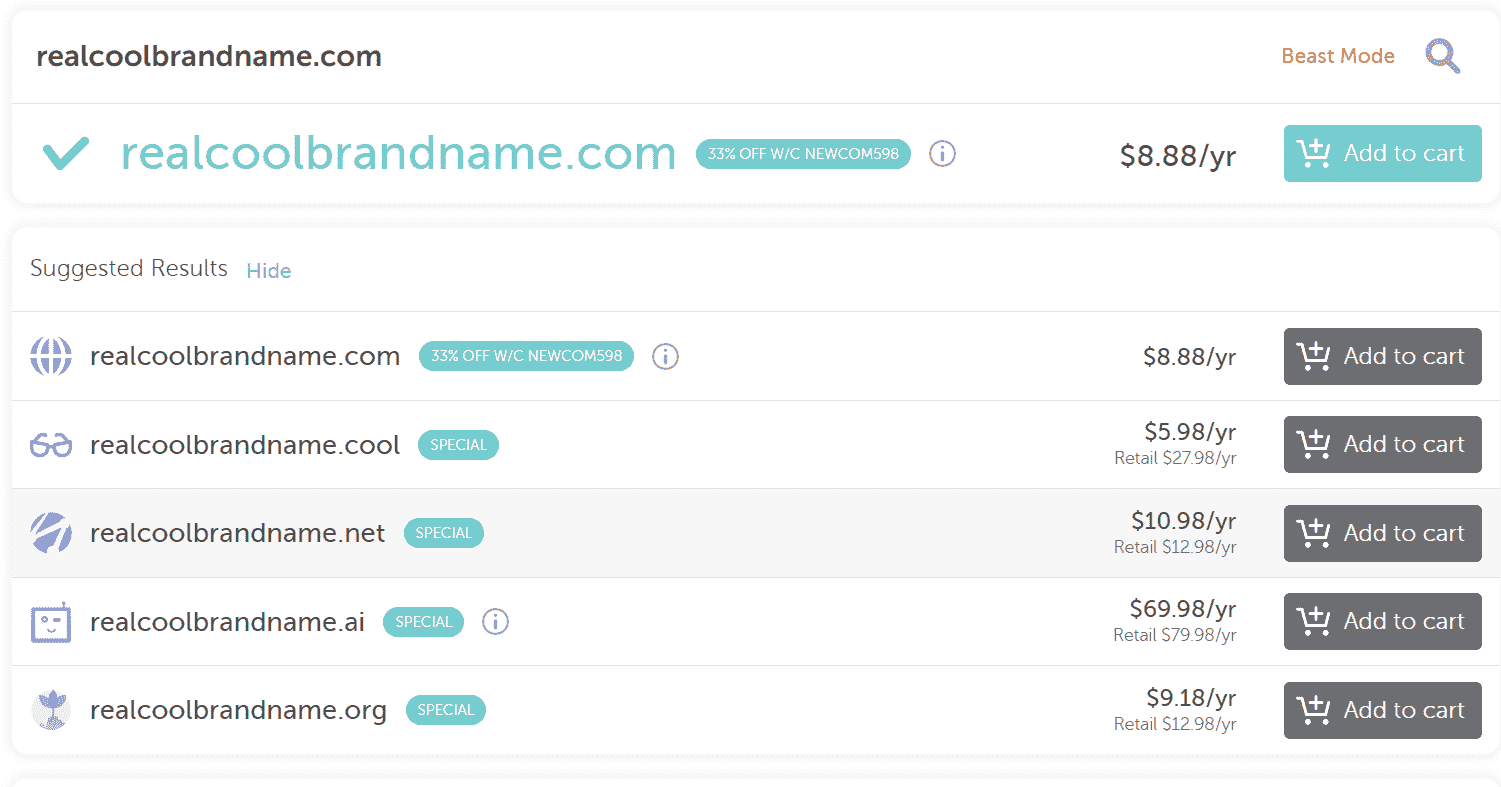 realcoolbrandname.com Beast Mode
realcoolbrandname.com 33% OFF W/C NEWCOM598 $8.88/yr Add to cart
Suggested Results Hide
realcoolbrandname.com 33% OFF W/C NEWCOM598 $8.88/yr Add to cart
realcoolbrandname.cool SPECIAL $5.98/yr Add to cart
Retail $27.98/yr
realcoolbrandname.net SPECIAL $10.98/yr Add to cart
Retail $12.98/yr
realcoolbrandname.ai SPECIAL $69.98/yr Add to cart
Retail $79.98/yr
realcoolbrandname.org SPECIAL $9.18/yr Add to cart
Retail $12.98/yr